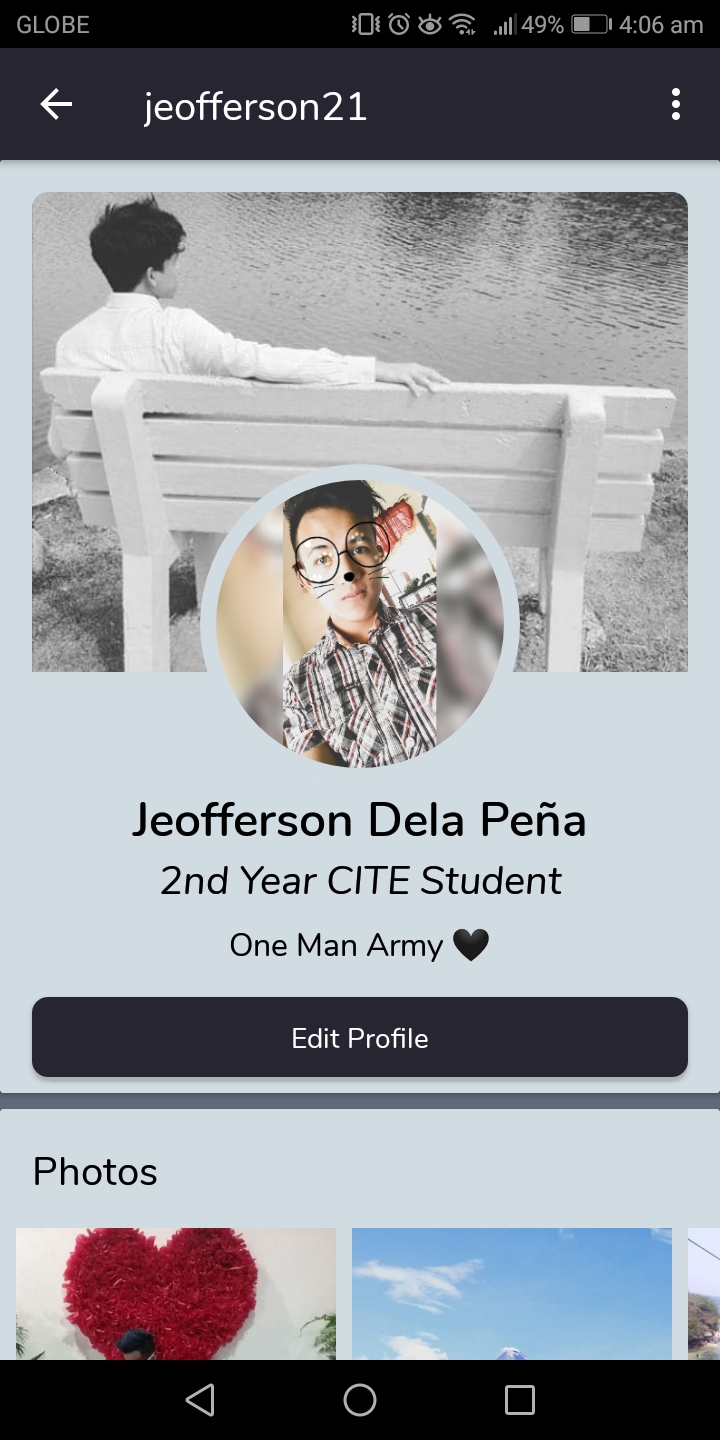 GLOBE 49% 4:06 am
jeofferson21
Jeofferson Dela Peña
2nd Year CITE Student
One Man Army 🖤
Edit Profile
Photos